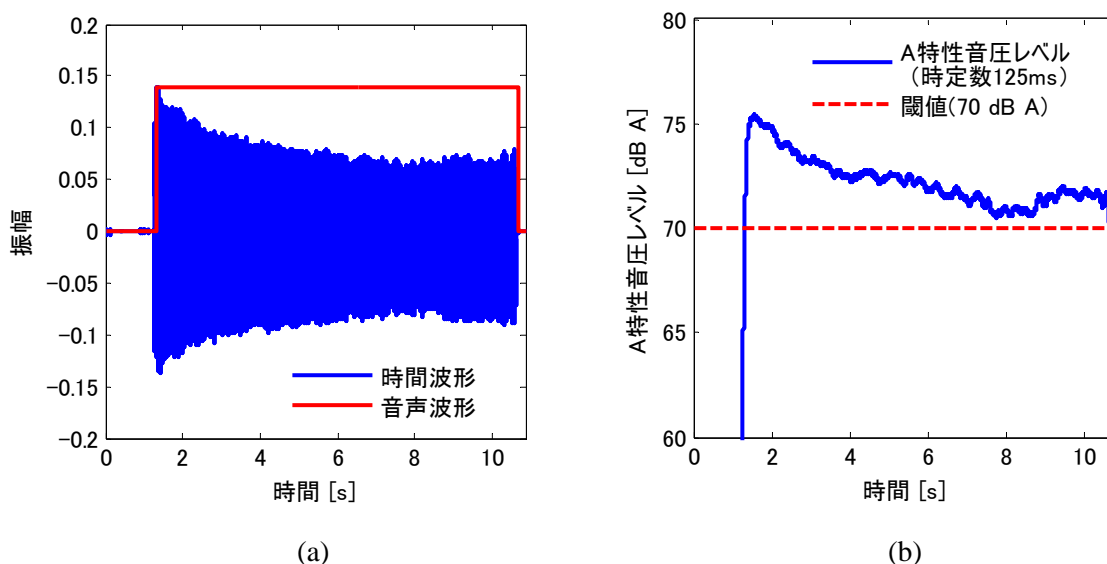 0.2
0.15
0.1
0.05
0
−0.05
−0.1
−0.15
−0.2
振幅
0 2 4 6 8 10
時間 [s]
時間波形
音声波形
(a)
80
75
70
65
60
A特性音圧レベル [dB A]
0 2 4 6 8 10
時間 [s]
A特性音圧レベル
（時定数125ms）
閾値(70 dB A)
(b)